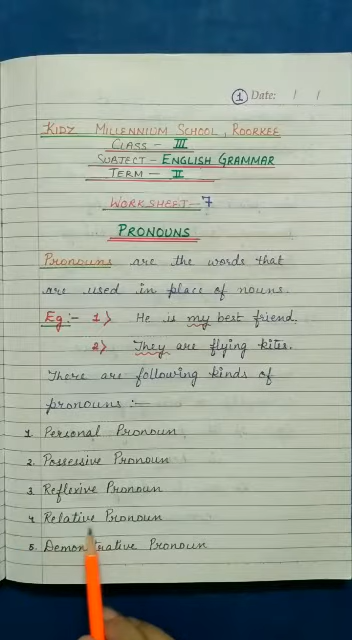 1 Date: / /
KIDZ MILLENNIUM SCHOOL, ROORKEE
CLASS - III
SUBJECT - ENGLISH GRAMMAR
TERM - II
WORKSHEET - 7
PRONOUNS
Pronouns are the words that
are used in place of nouns.
Eg:- 1> He is my best friend.
2> They are flying kites.
There are following kinds of
pronouns :-
1. Personal Pronoun
2. Possessive Pronoun
3. Reflexive Pronoun
4. Relative Pronoun
5. Demonstrative Pronoun